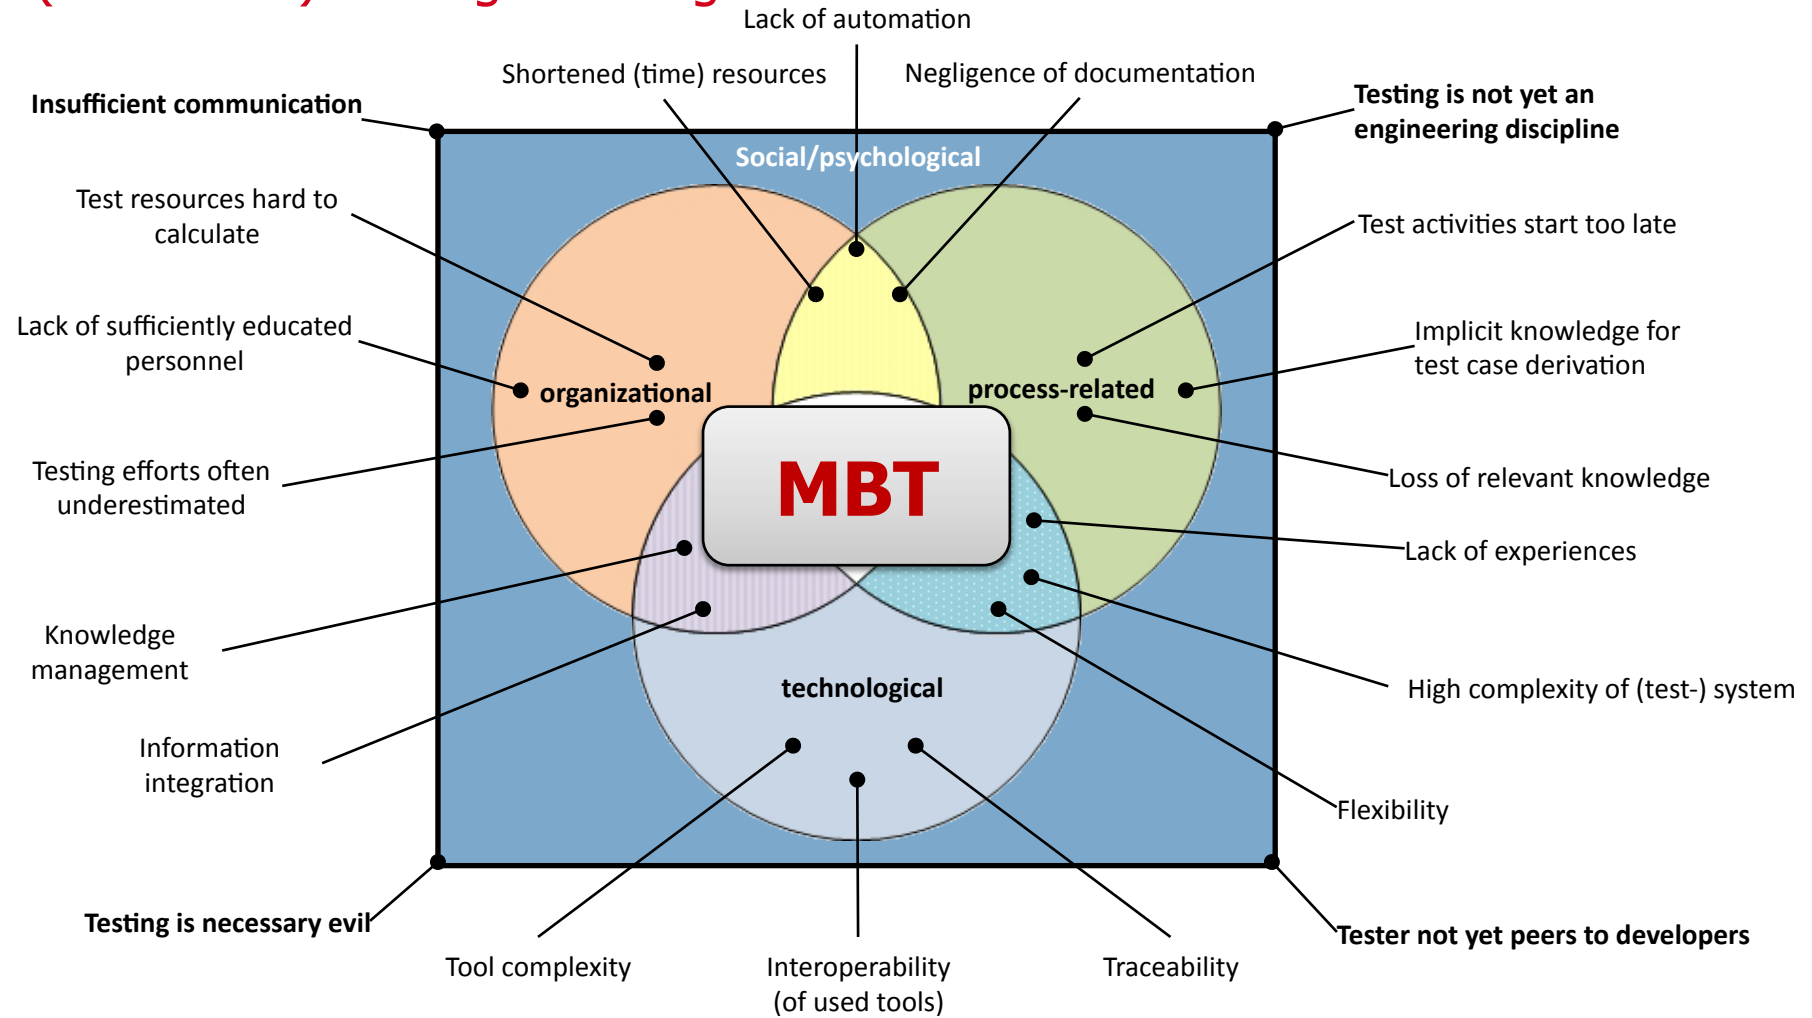 Lack of automation
Shortened (time) resources
Negligence of documentation
Insufficient communication
Testing is not yet an
engineering discipline
Social/psychological
Test resources hard to
calculate
Test activities start too late
Lack of sufficiently educated
personnel
Implicit knowledge for
test case derivation
organizational
process-related
MBT
Testing efforts often
underestimated
Loss of relevant knowledge
Lack of experiences
Knowledge
management
technological
High complexity of (test-) system
Information
integration
Flexibility
Testing is necessary evil
Tester not yet peers to developers
Tool complexity
Interoperability
(of used tools)
Traceability